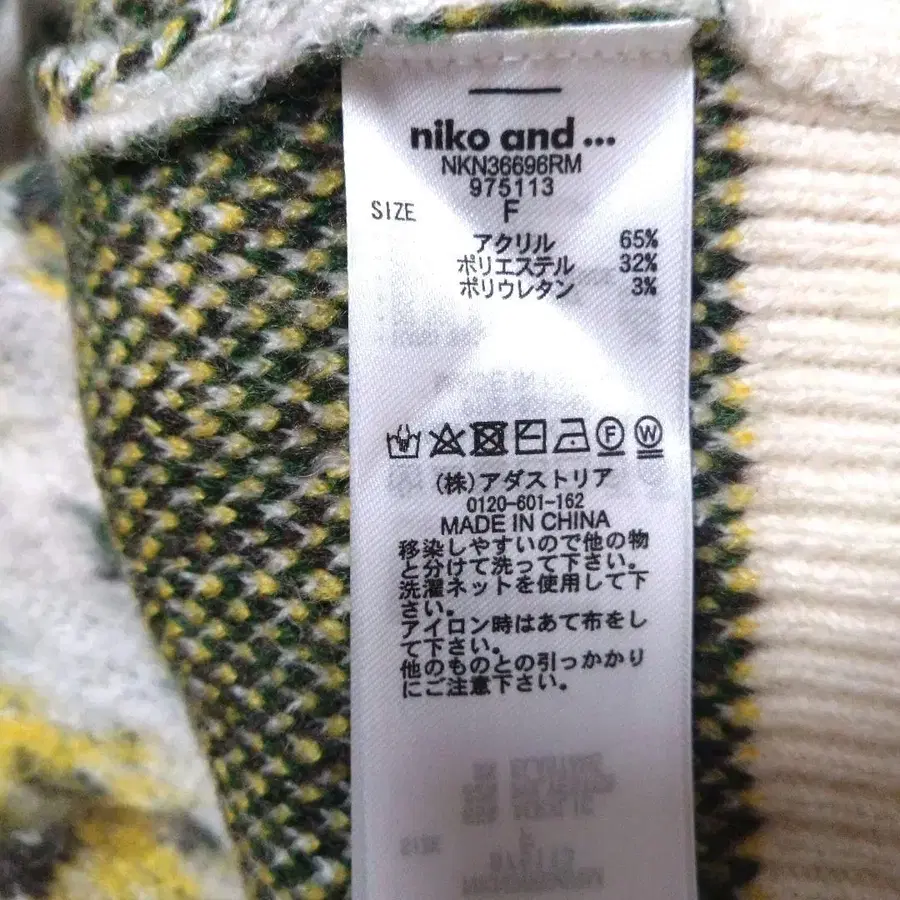 niko and ...
NKN36696RM
975113
SIZE F
アクリル 65%
ポリエステル 32%
ポリウレタン 3%
F W
(株)アダストリア
0120-601-162
MADE IN CHINA
移染しやすいので他の物
と分けて洗って下さい。
洗濯ネットを使用して下
さい。
アイロン時はあて布をし
て下さい。
他のものとの引っかかり
にご注意下さい。